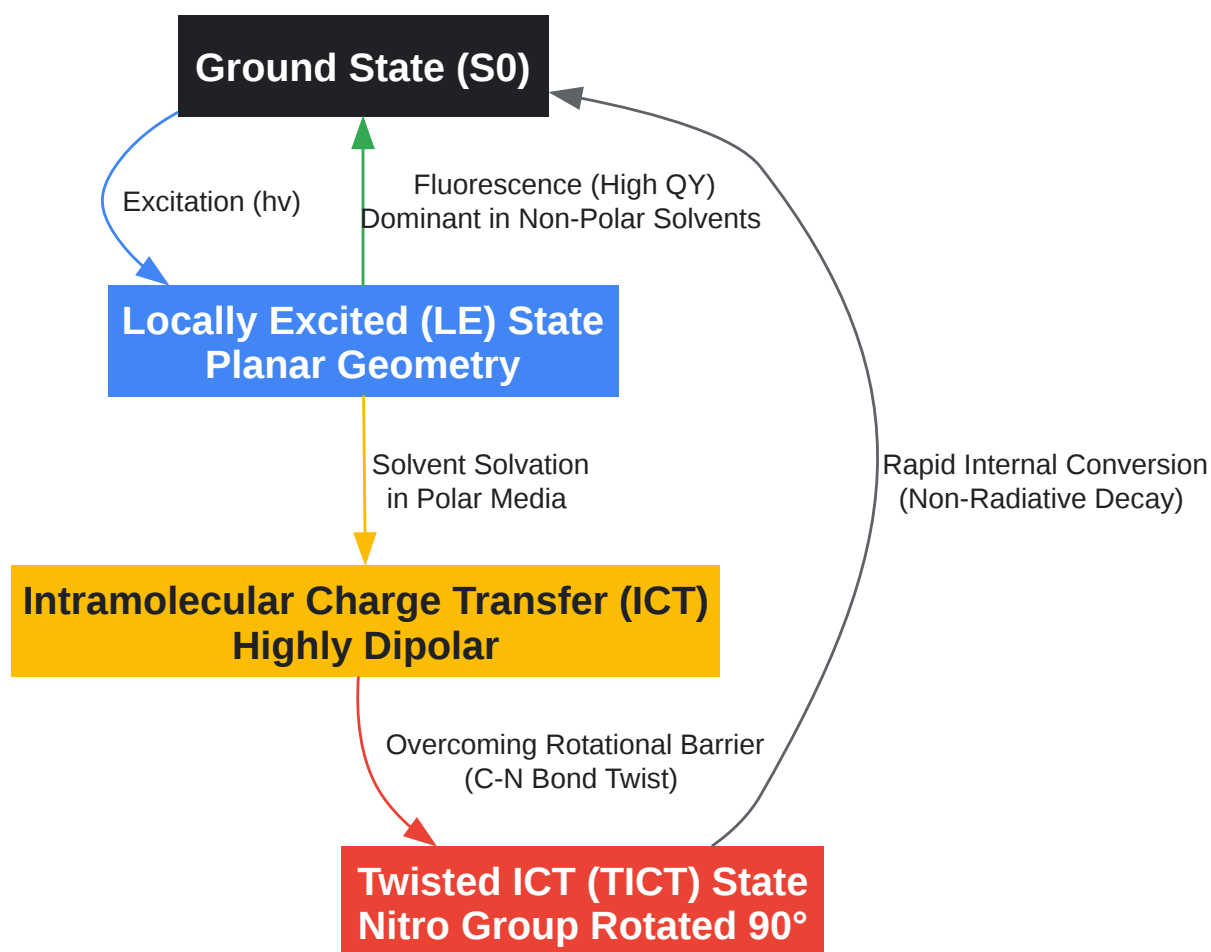 Ground State (S0)
Excitation (hv)
Fluorescence (High QY)
Dominant in Non-Polar Solvents
Locally Excited (LE) State
Planar Geometry
Solvent Solvation
in Polar Media
Rapid Internal Conversion
(Non-Radiative Decay)
Intramolecular Charge Transfer (ICT)
Highly Dipolar
Overcoming Rotational Barrier
(C-N Bond Twist)
Twisted ICT (TICT) State
Nitro Group Rotated 90°